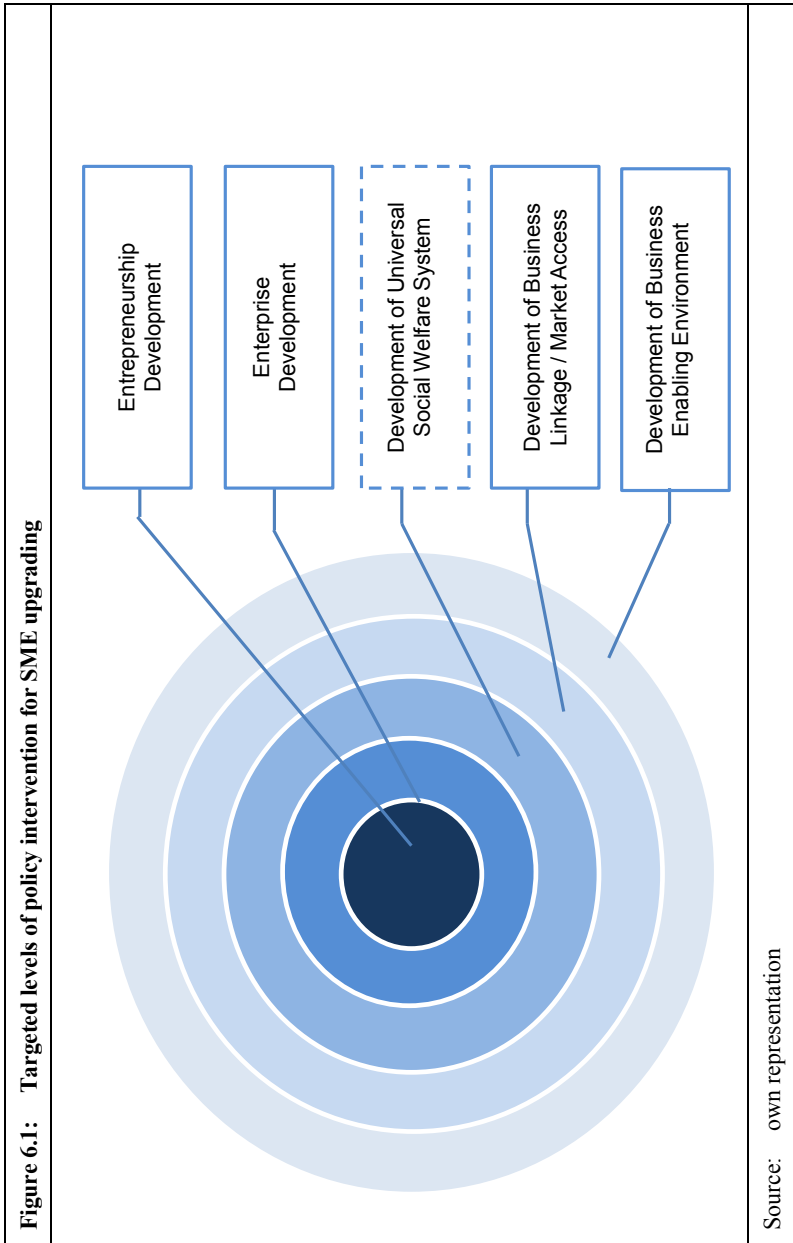 Figure 6.1: Targeted levels of policy intervention for SME upgrading
Entrepreneurship
Development
Enterprise
Development
Development of Universal
Social Welfare System
Development of Business
Linkage / Market Access
Development of Business
Enabling Environment
Source: own representation